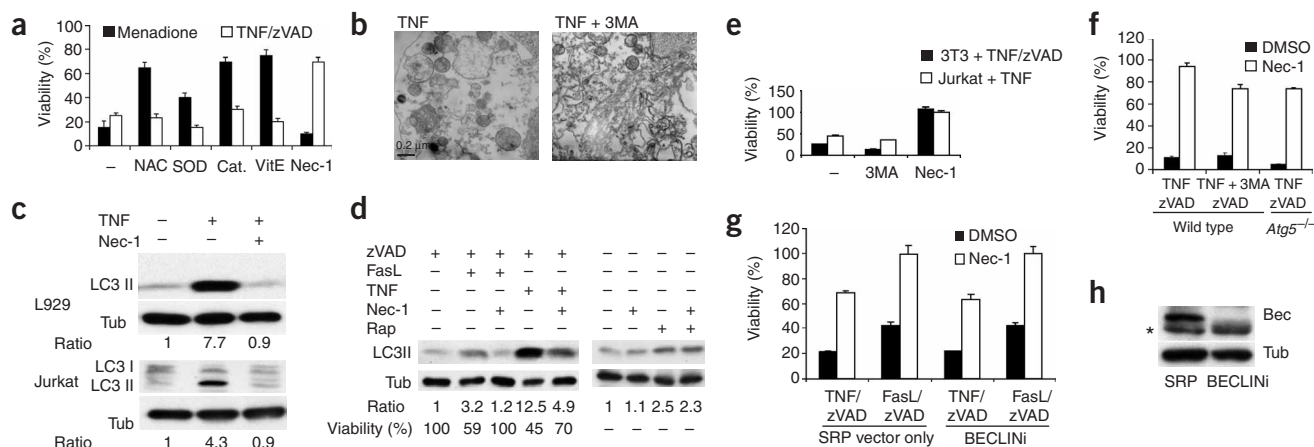 a
Menadione
TNF/zVAD
Viability (%)
80
60
40
20
0
– NAC SOD Cat. VitE Nec-1
b
TNF
TNF + 3MA
0.2 µm
c
TNF – + +
Nec-1 – – +
LC3 II
L929
Tub
Ratio 1 7.7 0.9
LC3 I
Jurkat LC3 II
Tub
Ratio 1 4.3 0.9
d
zVAD + + + + + – – – –
FasL – + + – – – – – –
TNF – – – + + – – – –
Nec-1 – – + – + – + – +
Rap – – – – – – – + +
LC3II
Tub
Ratio 1 3.2 1.2 12.5 4.9 1 1.1 2.5 2.3
Viability (%) 100 59 100 45 70 – – – –
e
3T3 + TNF/zVAD
Jurkat + TNF
Viability (%)
150
100
50
0
– 3MA Nec-1
f
DMSO
Nec-1
Viability (%)
120
100
80
60
40
20
0
TNF TNF + 3MA TNF
zVAD zVAD zVAD
Wild type Atg5–/–
g
DMSO
Nec-1
Viability (%)
100
80
60
40
20
0
TNF/ FasL/ TNF/ FasL/
zVAD zVAD zVAD zVAD
SRP vector only BECLINi
h
Bec
*
Tub
SRP BECLINi